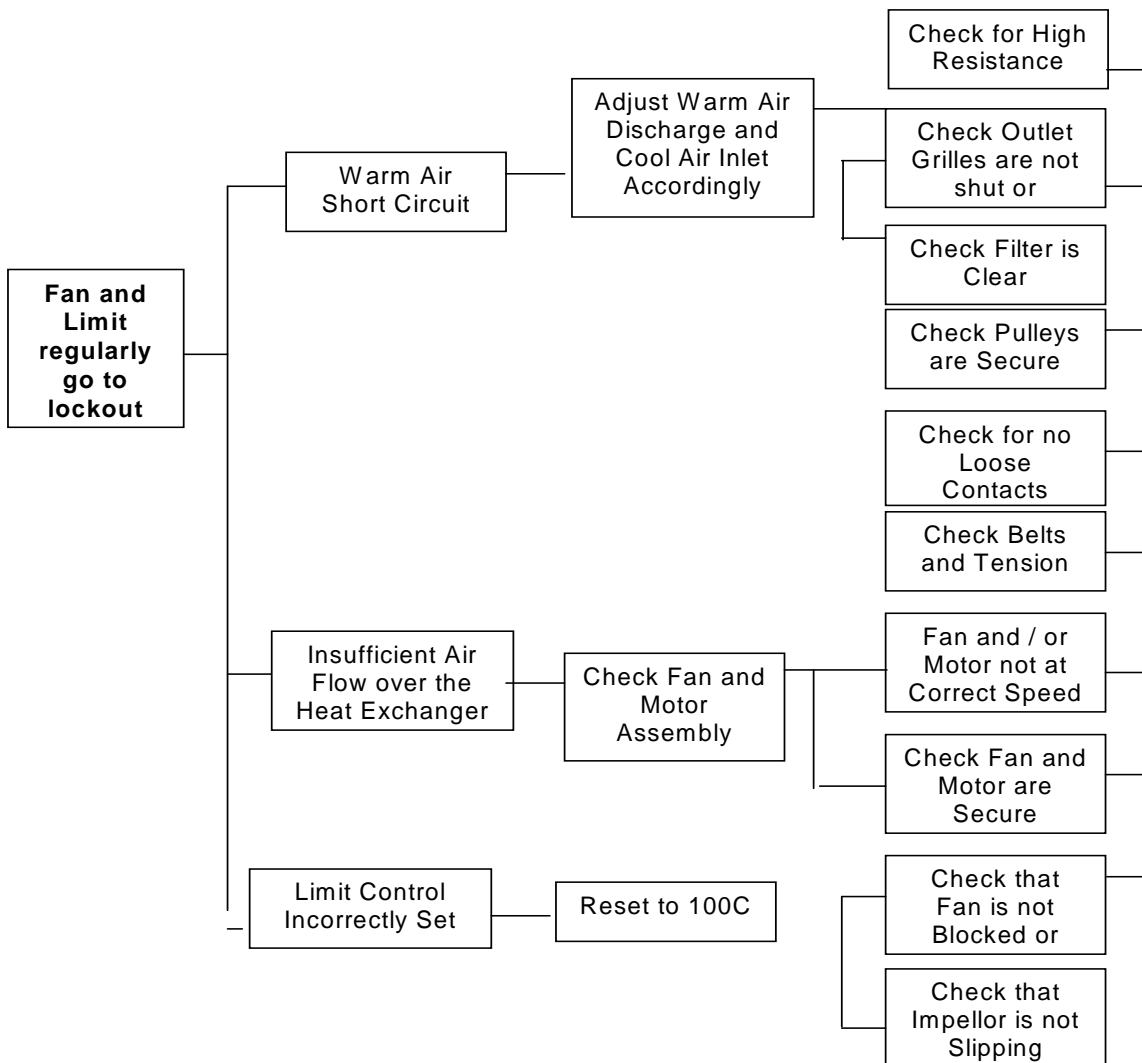 Fan and
Limit
regularly
go to
lockout
Warm Air
Short Circuit
Adjust Warm Air
Discharge and
Cool Air Inlet
Accordingly
Check for High
Resistance
Check Outlet
Grilles are not
shut or
Check Filter is
Clear
Check Pulleys
are Secure
Check for no
Loose
Contacts
Check Belts
and Tension
Insufficient Air
Flow over the
Heat Exchanger
Check Fan and
Motor
Assembly
Fan and / or
Motor not at
Correct Speed
Check Fan and
Motor are
Secure
Limit Control
Incorrectly Set
Reset to 100C
Check that
Fan is not
Blocked or
Check that
Impellor is not
Slipping